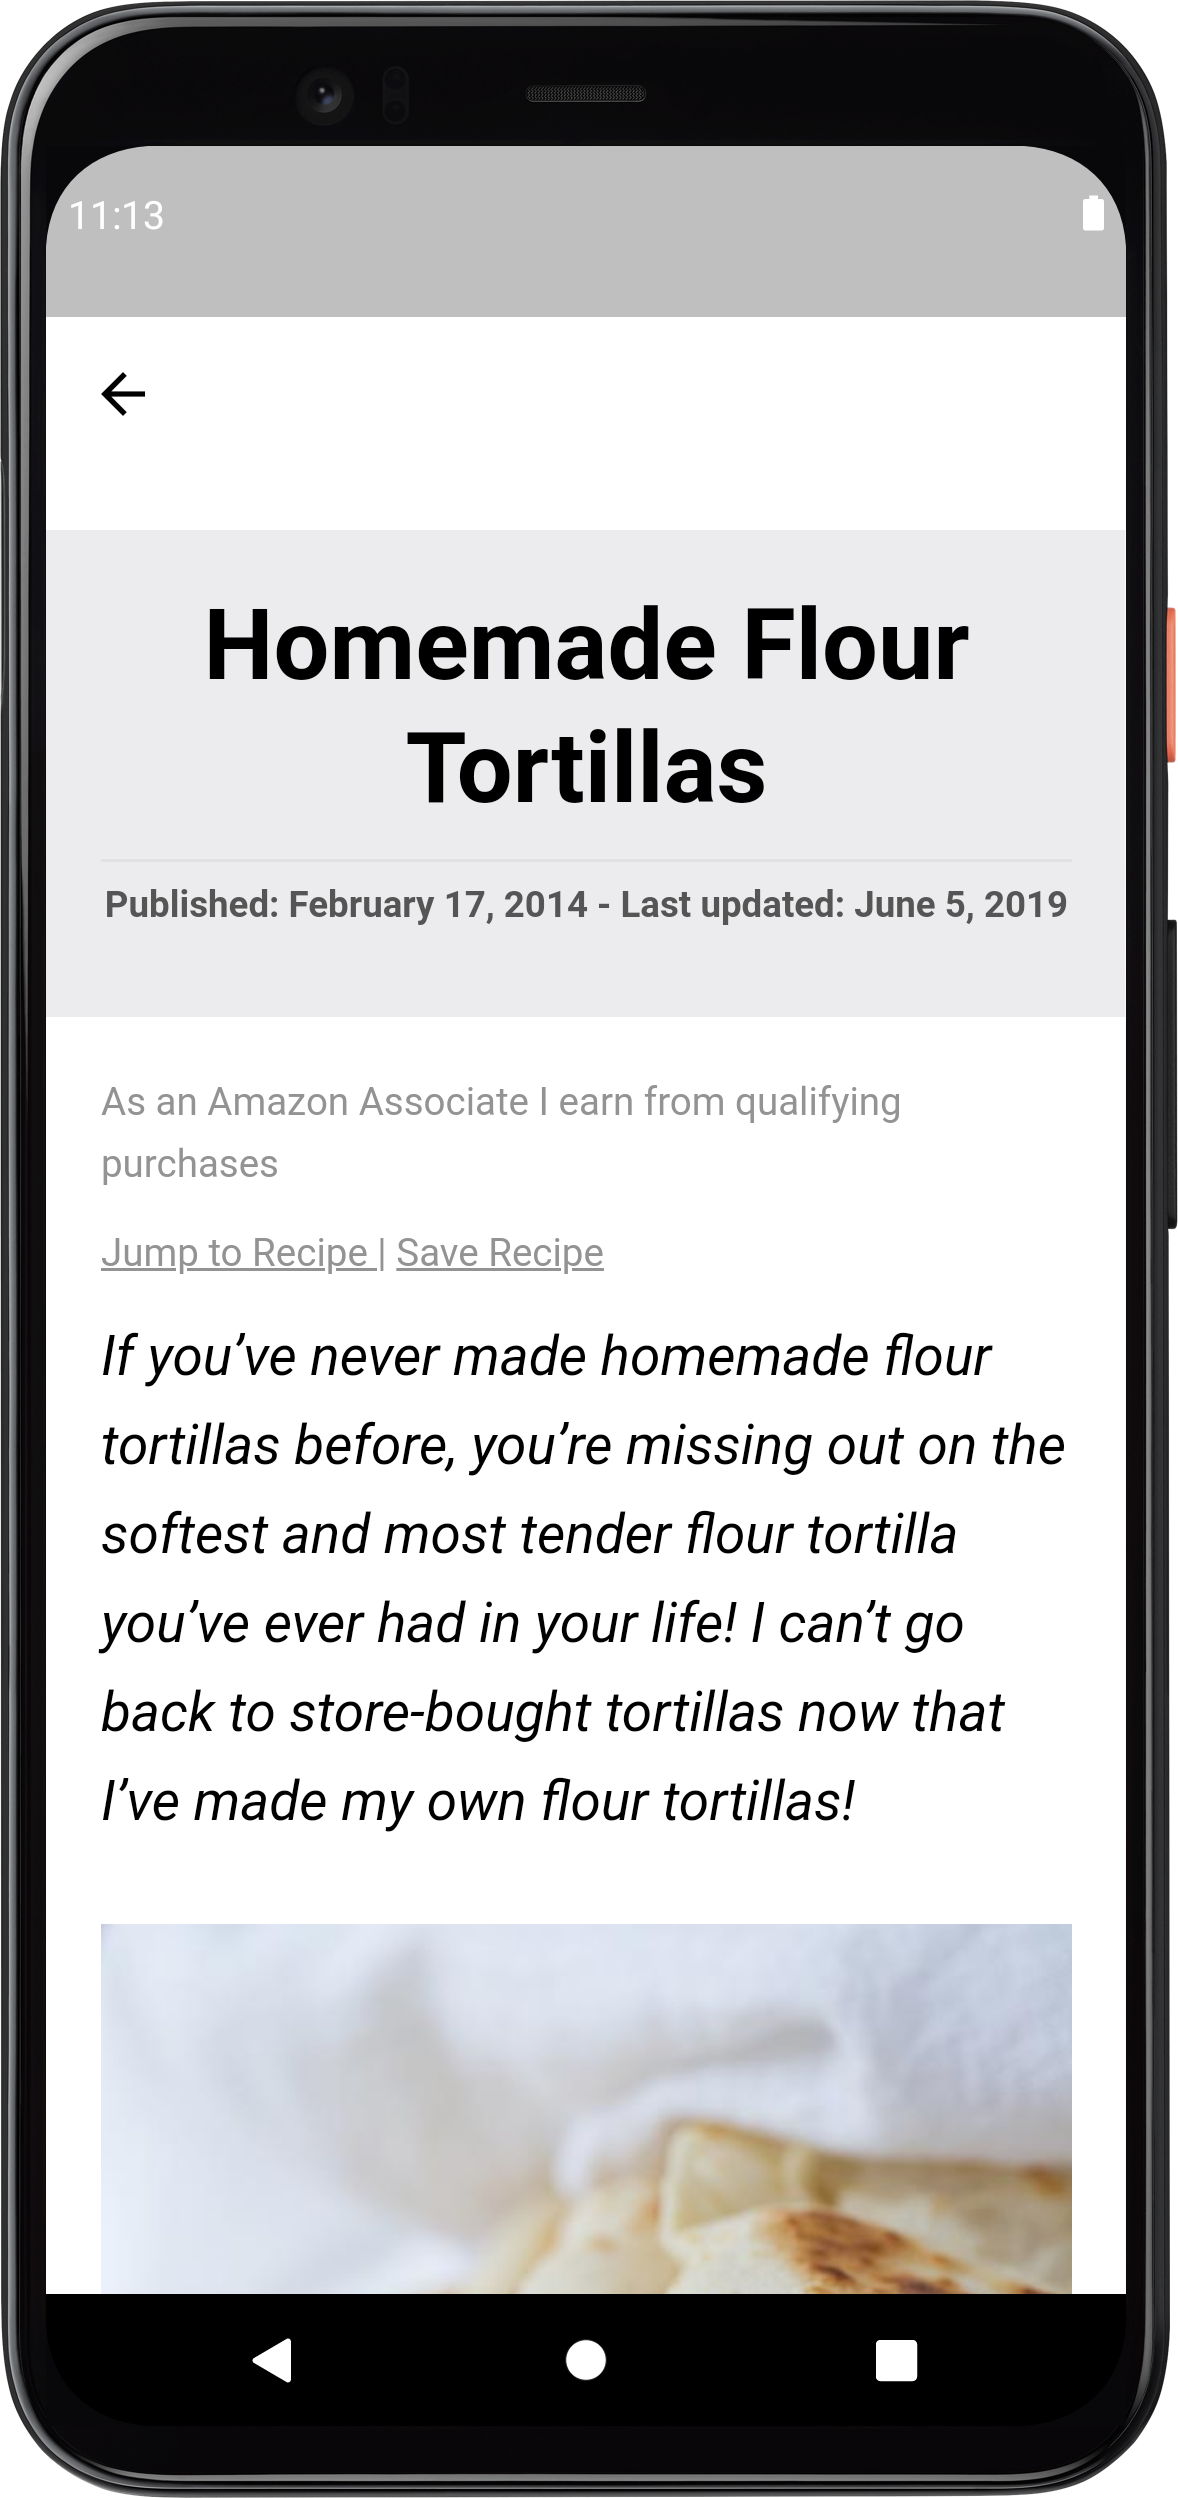 11:13
Homemade Flour
Tortillas
Published: February 17, 2014 - Last updated: June 5, 2019
As an Amazon Associate I earn from qualifying
purchases
Jump to Recipe | Save Recipe
If you’ve never made homemade flour
tortillas before, you’re missing out on the
softest and most tender flour tortilla
you’ve ever had in your life! I can’t go
back to store-bought tortillas now that
I’ve made my own flour tortillas!